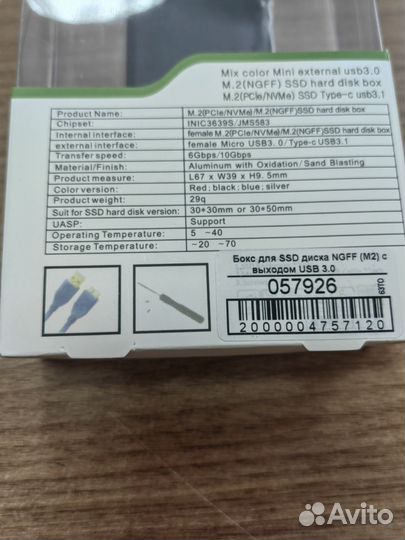 Mix color Mini external usb3.0
M.2(NGFF) SSD hard disk box
M.2(PCIe/NVMe) SSD Type-c usb3.1
Product Name: M.2(PCIe/NVMe)/M.2(NGFF)SSD hard disk box
Chipset: INIC3639S/JMS583
Internal interface: female M.2(PCIe/NVMe)/M.2(NGFF)SSD hard disk
external interface: female Micro USB3.0/Type-c USB3.1
Transfer speed: 6Gbps/10Gbps
Material/Finish: Aluminum with Oxidation/Sand Blasting
Product measure: L67 x W39 x H9.5mm
Color version: Red; black; blue; silver
Product weight: 29g
Suit for SSD hard disk version: 30*30mm or 30*50mm
UASP: Support
Operating Temperature: 5 ~40
Storage Temperature: ~20 ~70
Бокс для SSD диска NGFF (M2) с
выходом USB 3.0
057926
63TO
2000004757120
Avito